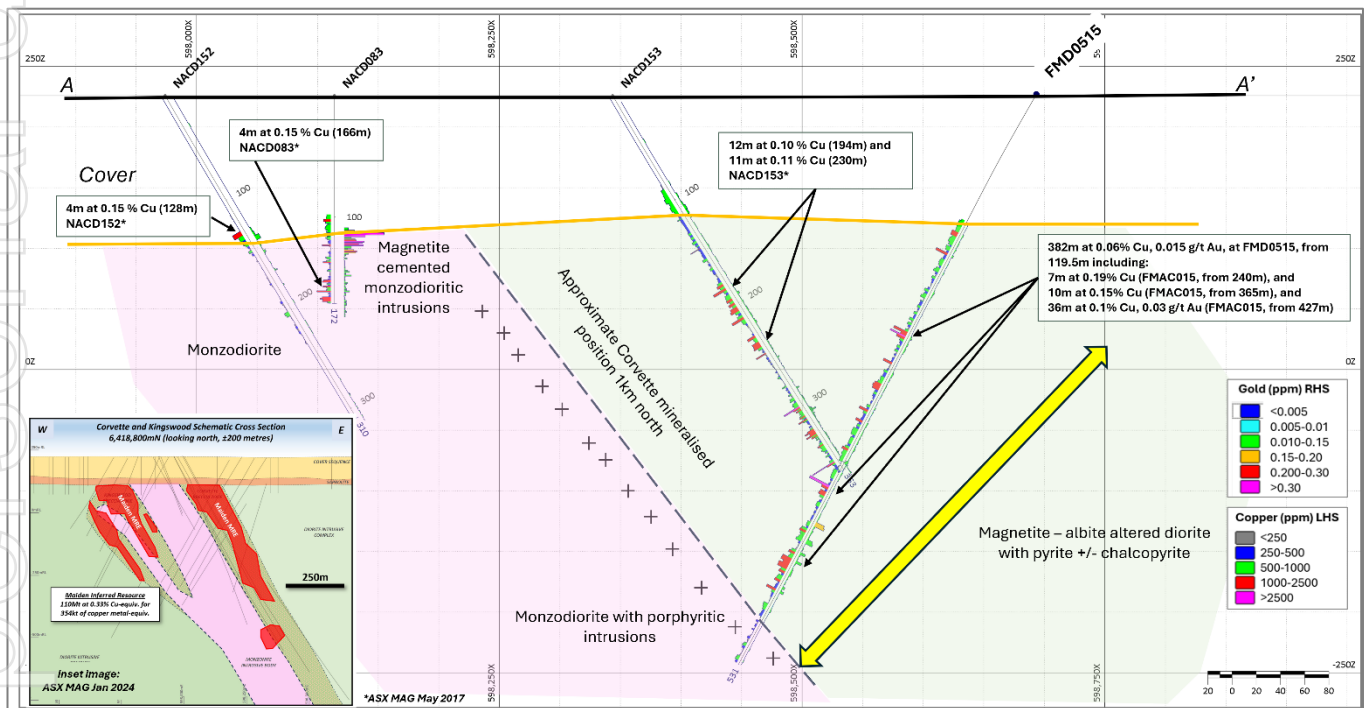 598,000X
598,250X
598,500X
250Z
250Z
NACD152
NACD083
NACD153
FMD0515
A
A'
4m at 0.15 % Cu (166m)
NACD083*
12m at 0.10 % Cu (194m) and
11m at 0.11 % Cu (230m)
NACD153*
Cover
100
100
100
4m at 0.15 % Cu (128m)
NACD152*
382m at 0.06% Cu, 0.015 g/t Au, at FMD0515, from
119.5m including:
7m at 0.19% Cu (FMAC015, from 240m), and
10m at 0.15% Cu (FMAC015, from 365m), and
36m at 0.1% Cu, 0.03 g/t Au (FMAC015, from 427m)
Magnetite
cemented
monzodioritic
intrusions
Approximate Corvette mineralised
position 1km north
200
200
172
Monzodiorite
0Z
0Z
300
300
310
Gold (ppm) RHS
<0.005
0.005-0.01
0.010-0.15
0.15-0.20
0.200-0.30
>0.30
Copper (ppm) LHS
<250
250-500
500-1000
1000-2500
>2500
Magnetite – albite altered diorite
with pyrite +/- chalcopyrite
Monzodiorite with porphyritic
intrusions
531
W
Corvette and Kingswood Schematic Cross Section
6,418,800mN (looking north, ±200 metres)
E
COVER SEQUENCE
Maiden MRE
Maiden MRE
DIORITE INTRUSIVE
COMPLEX
250m
Maiden Inferred Resource
110Mt at 0.33% Cu-equiv. for
354kt of copper metal-equiv.
Inset Image:
ASX MAG Jan 2024
*ASX MAG May 2017
598,250X
598,500X
598,750X
-250Z
20 0 20 40 60 80